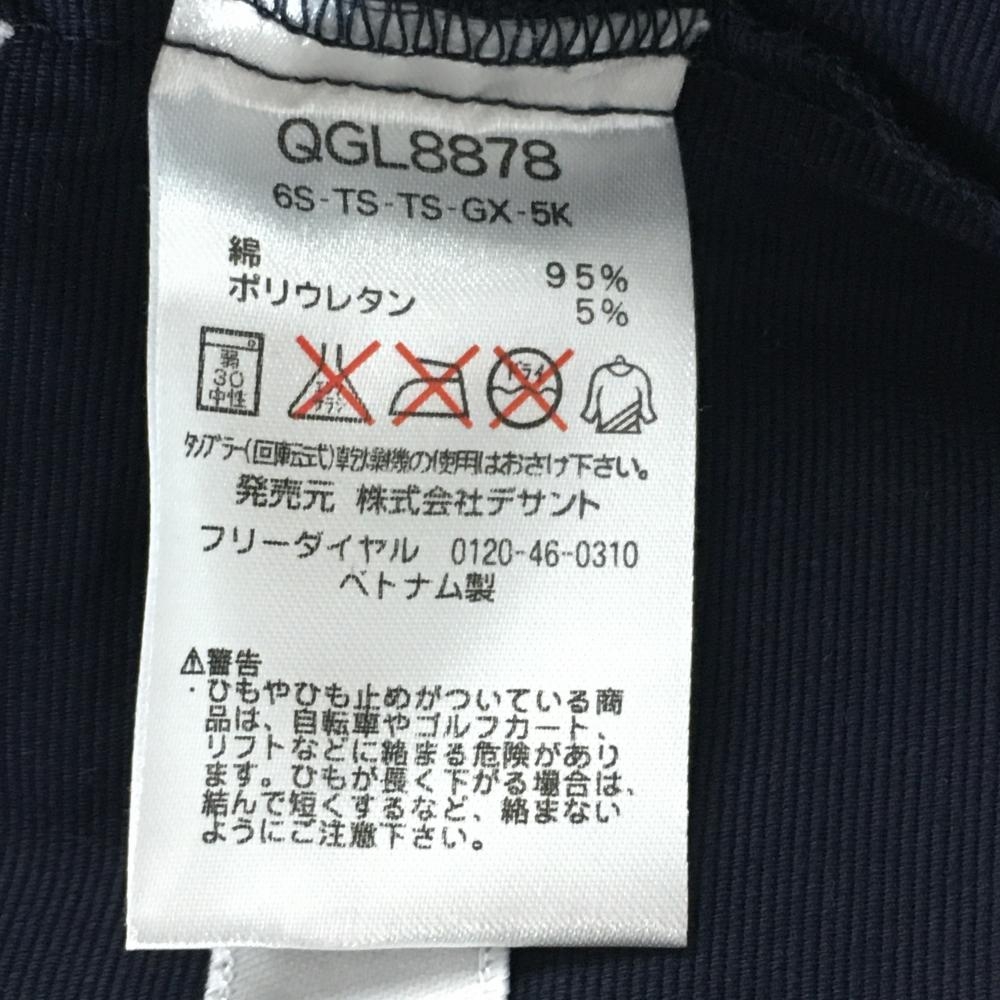 QGL8878
6S-TS-TS-GX-5K
綿 95%
ポリウレタン 5%
弱
30
中性
エンソ
サラシ
ドライ
タンブラー(回転式)乾燥機の使用はおさけ下さい。
発売元 株式会社デサント
フリーダイヤル 0120-46-0310
ベトナム製
⚠警告
・ひもやひも止めがついている商
品は、自転車やゴルフカート、
リフトなどに絡まる危険があり
ます。ひもが長く下がる場合は、
結んで短くするなど、絡まない
ようにご注意下さい。